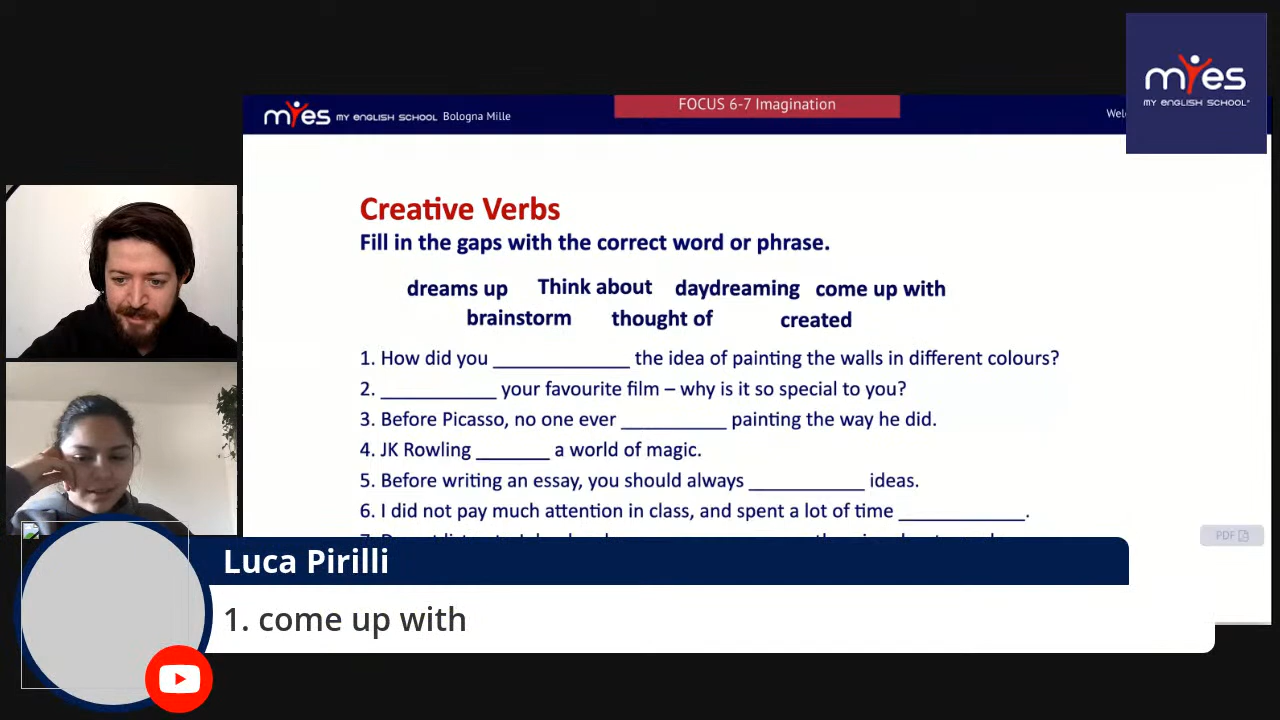 myes
MY ENGLISH SCHOOL®
myes MY ENGLISH SCHOOL Bologna Mille
FOCUS 6-7 Imagination
Creative Verbs
Fill in the gaps with the correct word or phrase.
dreams up Think about daydreaming come up with
brainstorm thought of created
1. How did you _____________ the idea of painting the walls in different colours?
2. ___________ your favourite film – why is it so special to you?
3. Before Picasso, no one ever __________ painting the way he did.
4. JK Rowling _______ a world of magic.
5. Before writing an essay, you should always ___________ ideas.
6. I did not pay much attention in class, and spent a lot of time ____________.
PDF
Luca Pirilli
1. come up with